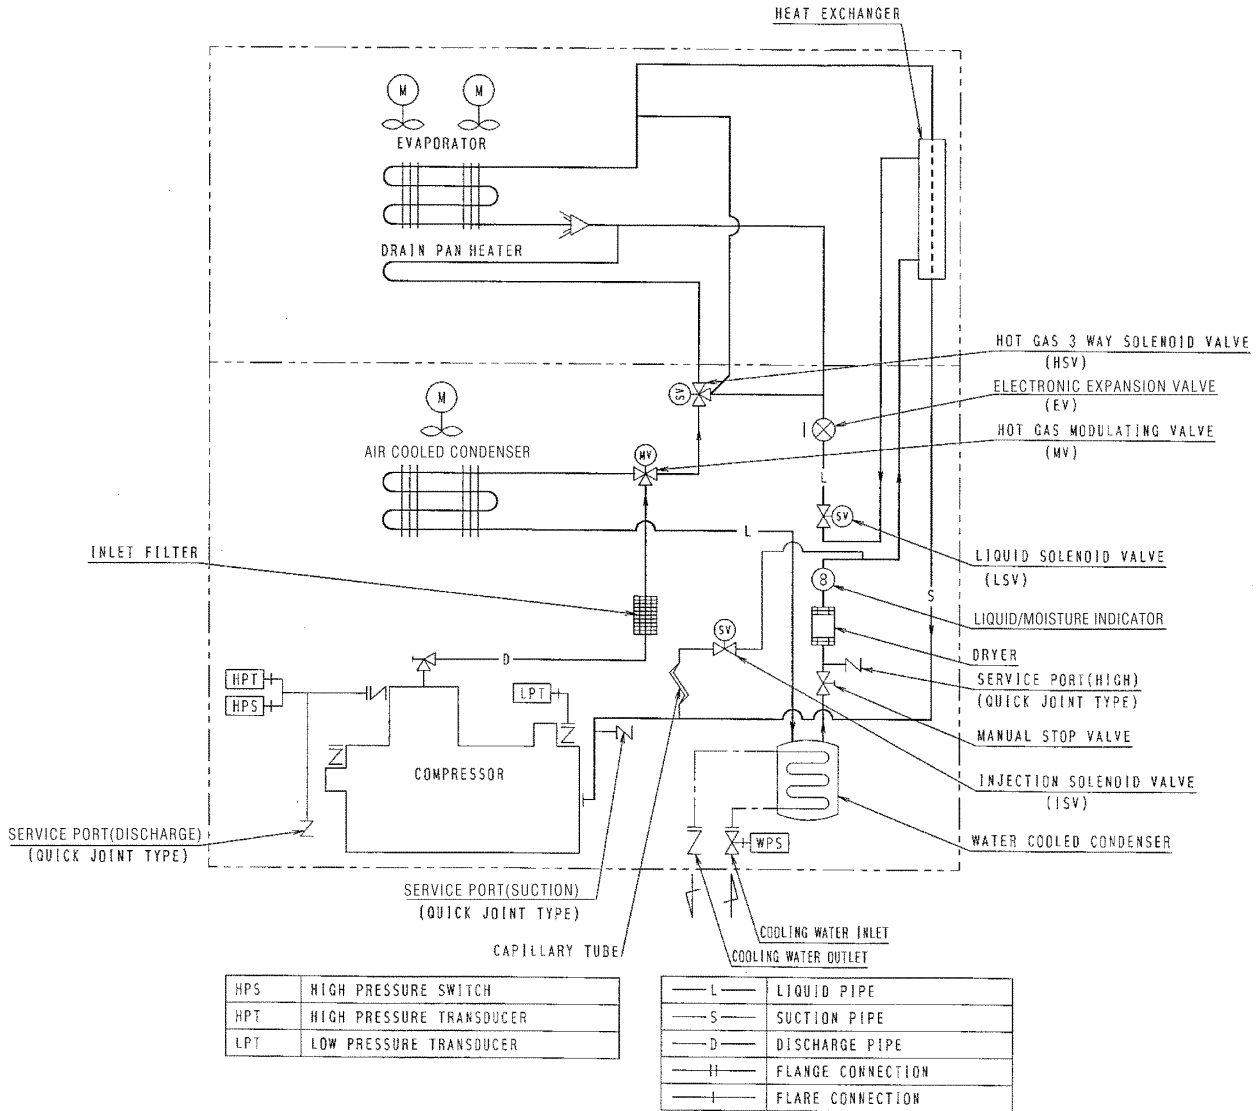 HEAT EXCHANGER
M
M
EVAPORATOR
DRAIN PAN HEATER
HOT GAS 3 WAY SOLENOID VALVE
(HSV)
SV
ELECTRONIC EXPANSION VALVE
(EV)
M
HOT GAS MODULATING VALVE
(MV)
AIR COOLED CONDENSER
MV
L
SV
L
INLET FILTER
LIQUID SOLENOID VALVE
(LSV)
8
S
LIQUID/MOISTURE INDICATOR
SV
DRYER
D
HPT
SERVICE PORT(HIGH)
(QUICK JOINT TYPE)
HPS
LPT
MANUAL STOP VALVE
COMPRESSOR
INJECTION SOLENOID VALVE
(ISV)
SERVICE PORT(DISCHARGE)
(QUICK JOINT TYPE)
WATER COOLED CONDENSER
WPS
SERVICE PORT(SUCTION)
(QUICK JOINT TYPE)
COOLING WATER INLET
CAPILLARY TUBE
COOLING WATER OUTLET
HPS HIGH PRESSURE SWITCH
HPT HIGH PRESSURE TRANSDUCER
LPT LOW PRESSURE TRANSDUCER
L LIQUID PIPE
S SUCTION PIPE
D DISCHARGE PIPE
FLANGE CONNECTION
FLARE CONNECTION